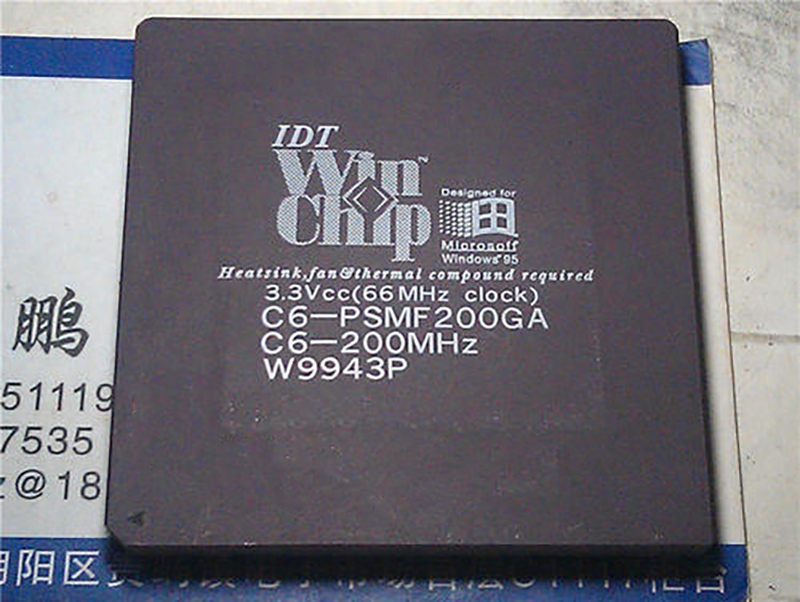 IDT
Win™
Chip
Designed for
Microsoft
Windows 95
Heatsink,fan&thermal compound required
3.3Vcc(66MHz clock)
C6-PSMF200GA
C6-200MHz
W9943P
鹏
51119
7535
z@18
阳区